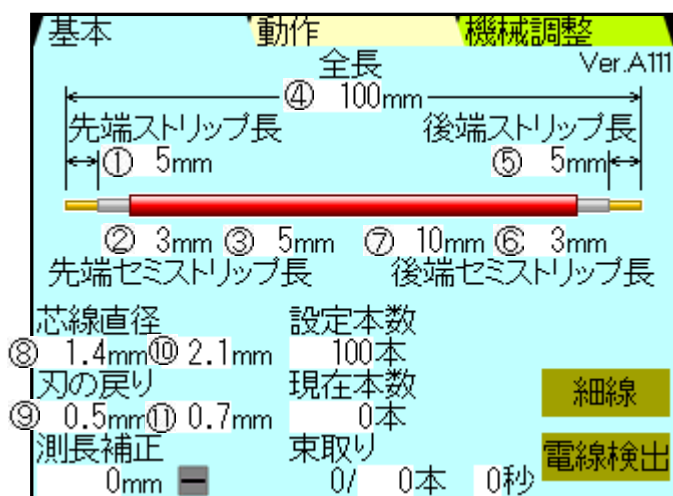 基本 動作 機械調整
全長 Ver.A111
④ 100mm
先端ストリップ長 後端ストリップ長
① 5mm ⑤ 5mm
② 3mm ③ 5mm ⑦ 10mm ⑥ 3mm
先端セミストリップ長 後端セミストリップ長
芯線直径 設定本数
⑧ 1.4mm ⑩ 2.1mm 100本
刃の戻り 現在本数 細線
⑨ 0.5mm ⑪ 0.7mm 0本
測長補正 束取り 電線検出
0mm ー 0/ 0本 0秒